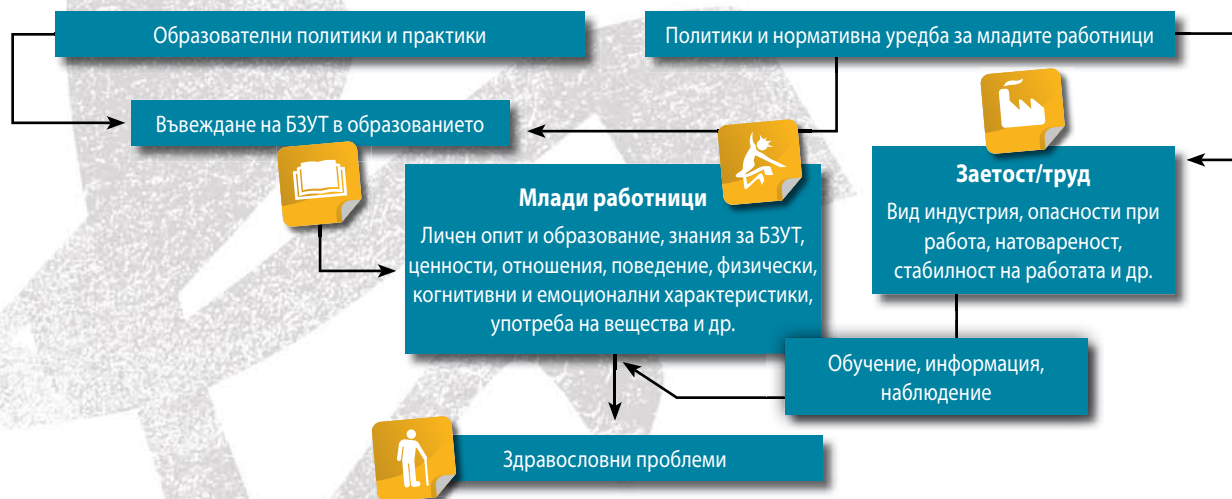 Образователни политики и практики
Политики и нормативна уредба за младите работници
Въвеждане на БЗУТ в образованието
Млади работници
Личен опит и образование, знания за БЗУТ,
ценности, отношения, поведение, физически,
когнитивни и емоционални характеристики,
употреба на вещества и др.
Заетост/труд
Вид индустрия, опасности при
работа, натовареност,
стабилност на работата и др.
Обучение, информация,
наблюдение
Здравословни проблеми